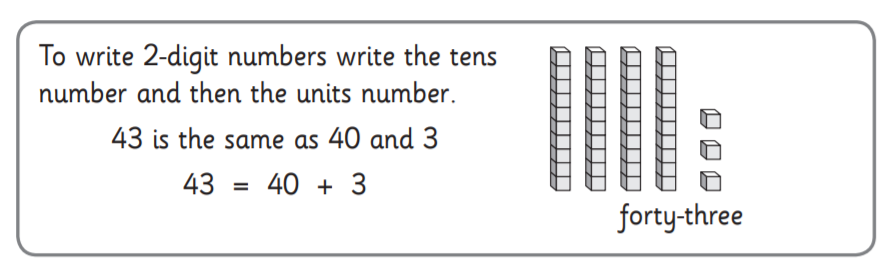 To write 2-digit numbers write the tens
number and then the units number.
43 is the same as 40 and 3
43 = 40 + 3
forty-three